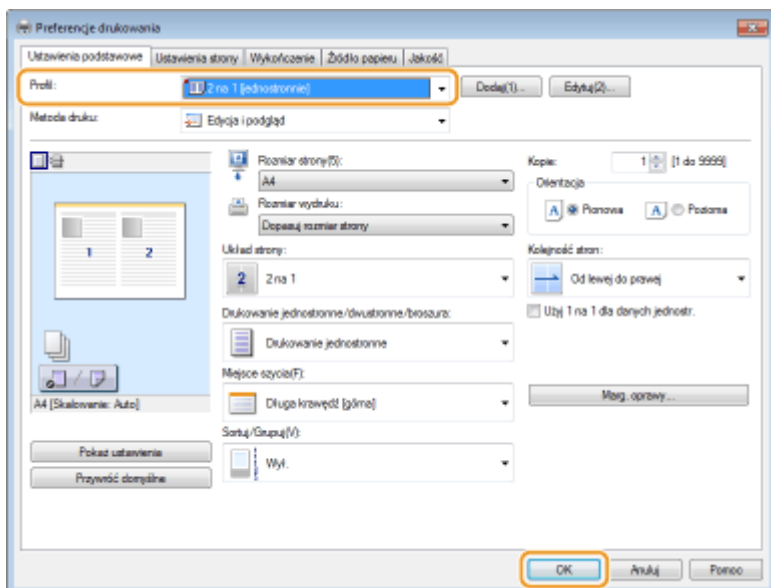 Preferencje drukowania
Ustawienia podstawowe Ustawienia strony Wykończenie Źródło papieru Jakość
Profil: 2 na 1 [jednostronnie] Dodaj(1)... Edytuj(2)...
Metoda druku: Edycja i podgląd
Rozmiar strony(5): Kopie: 1 [1 do 9999]
A4 Orientacja
Rozmiar wydruku: A Pionowa A Pozioma
Dopasuj rozmiar strony
1 2
Układ strony: Kolejność stron:
2 2 na 1 Od lewej do prawej
Drukowanie jednostronne/dwustronne/broszura: Użyj 1 na 1 dla danych jednostr.
Drukowanie jednostronne
Miejsce szycia(F):
A4 [Skalowanie: Auto] Długa krawędź [górna] Marg. oprawy...
Sortuj/Grupuj(V):
Pokaż ustawienia Wył.
Przywróć domyślne
OK Anuluj Pomoc